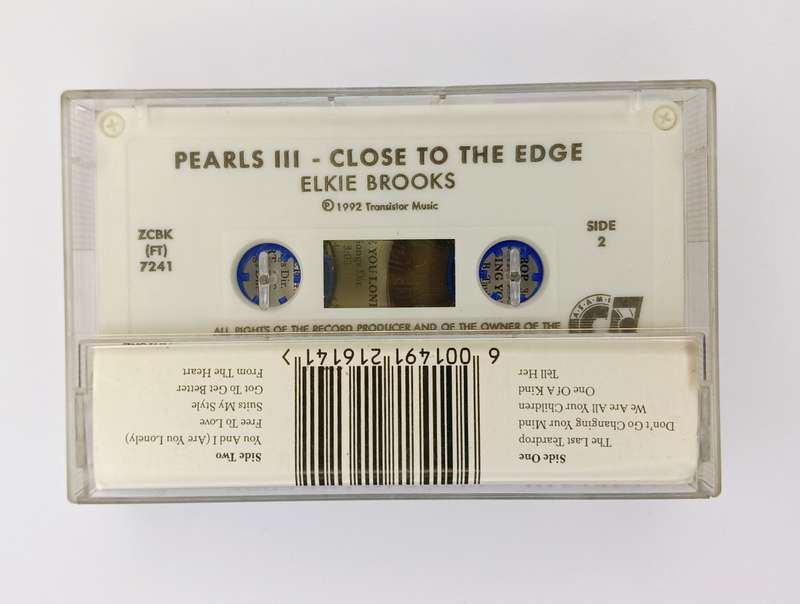 PEARLS III - CLOSE TO THE EDGE
ELKIE BROOKS
℗ 1992 Transistor Music
ZCBK
(FT)
7241
SIDE
2
ALL RIGHTS OF THE RECORD PRODUCER AND OF THE OWNER OF THE
Side One
The Last Teardrop
Don't Go Changing Your Mind
We Are All Your Children
One Of A Kind
Tell Her
6 001491 216141 >
Side Two
You And I (Are You Lonely)
Free To Love
Suits My Style
Got To Get Better
From The Heart